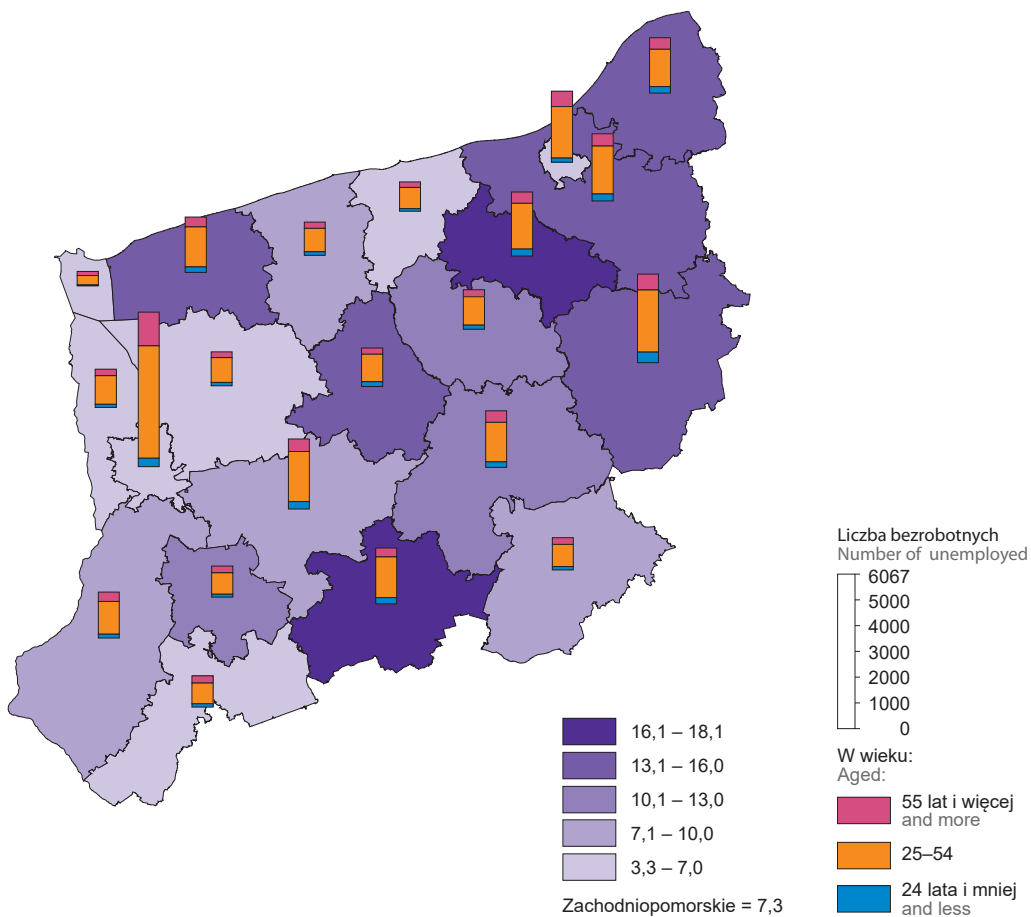 Liczba bezrobotnych
Number of unemployed
6067
5000
4000
3000
2000
1000
0
W wieku:
Aged:
55 lat i więcej
and more
25–54
24 lata i mniej
and less
16,1 – 18,1
13,1 – 16,0
10,1 – 13,0
7,1 – 10,0
3,3 – 7,0
Zachodniopomorskie = 7,3